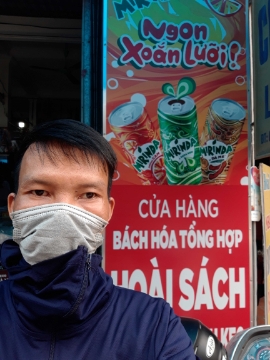 Ngon
Xoắn Lưỡi!
MIRINDA
MIRINDA
MIRINDA
CỬA HÀNG
BÁCH HÓA TỔNG HỢP
HOÀI SÁCH